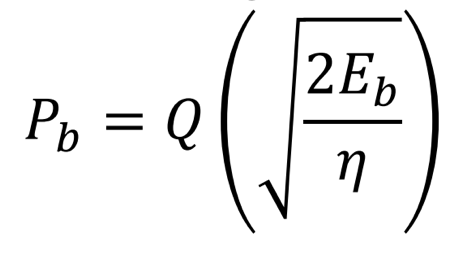 P_b = Q(√(2E_b/η))